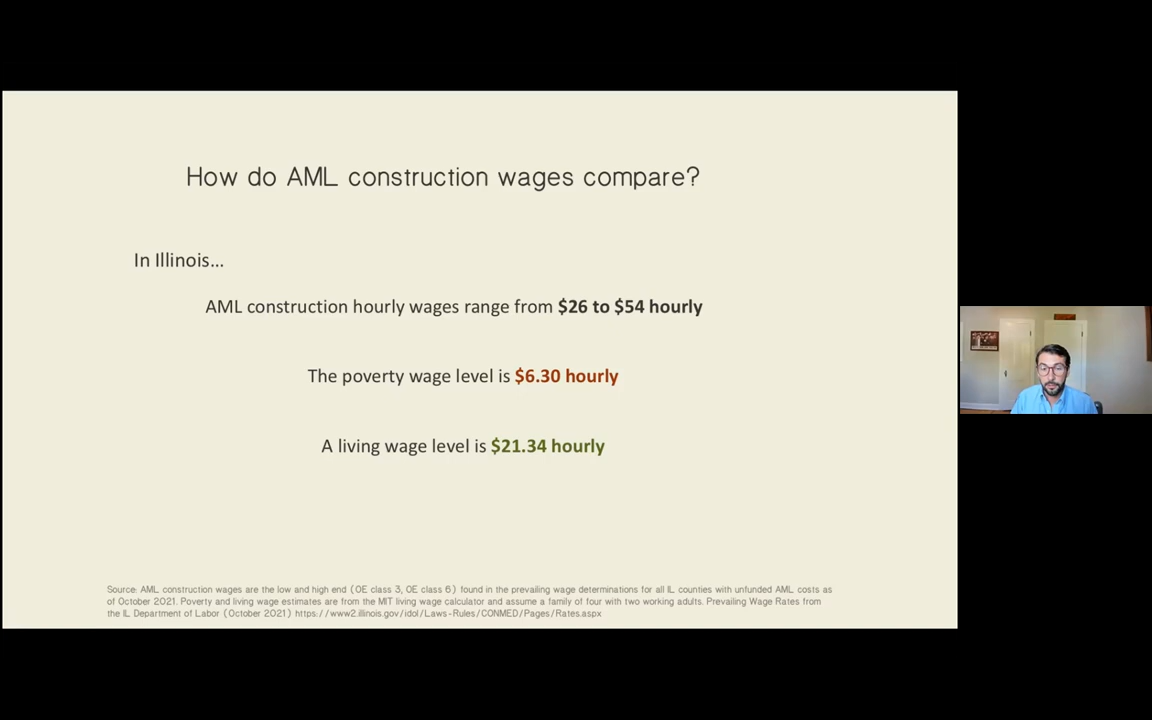 How do AML construction wages compare?
In Illinois...
AML construction hourly wages range from $26 to $54 hourly
The poverty wage level is $6.30 hourly
A living wage level is $21.34 hourly
Source: AML construction wages are the low and high end (OE class 3, OE class 6) found in the prevailing wage determinations for all IL counties with unfunded AML costs as
of October 2021. Poverty and living wage estimates are from the MIT living wage calculator and assume a family of four with two working adults. Prevailing Wage Rates from
the IL Department of Labor (October 2021) https://www2.illinois.gov/idol/Laws-Rules/CONMED/Pages/Rates.aspx